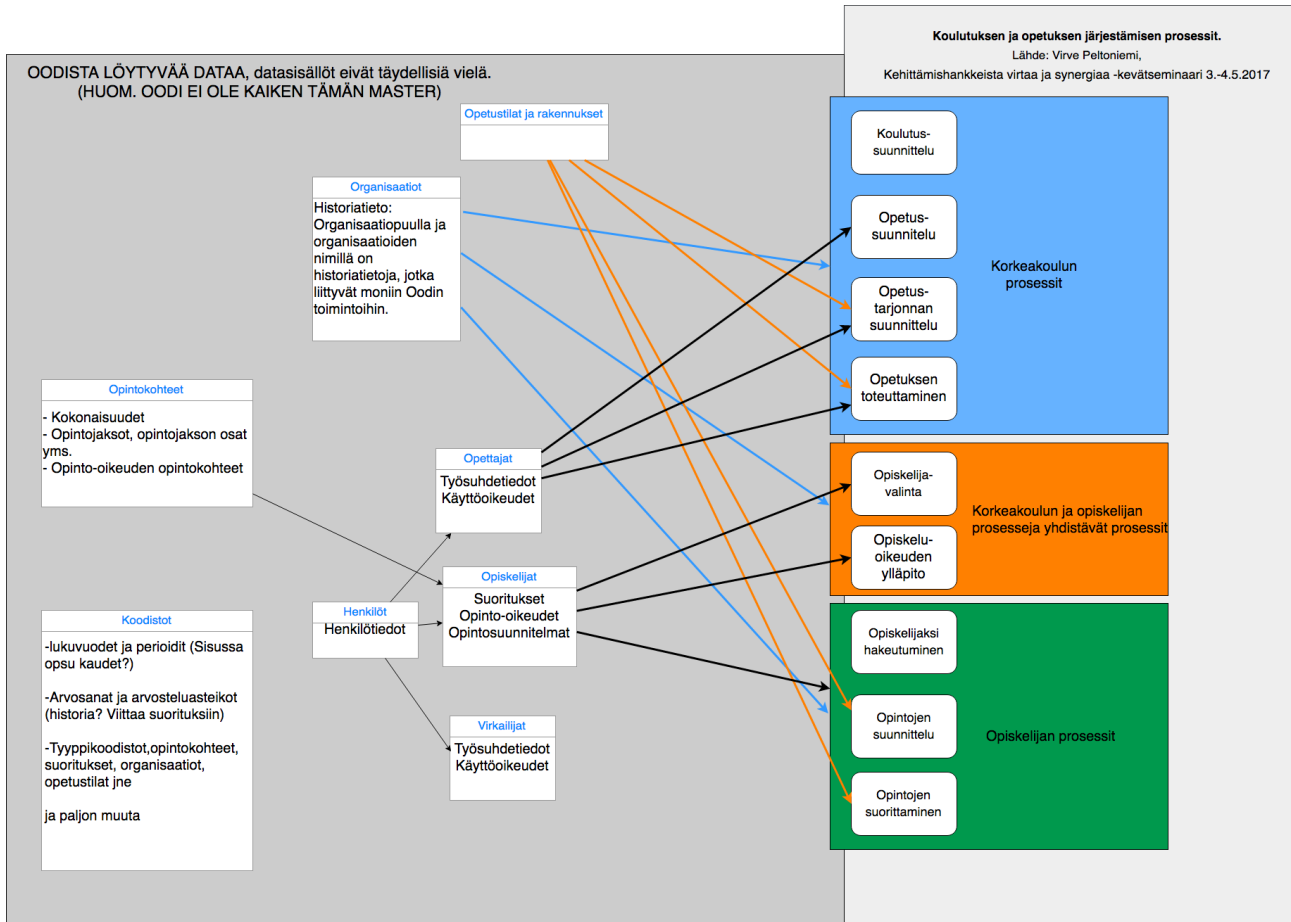 Koulutuksen ja opetuksen järjestämisen prosessit.
Lähde: Virve Peltoniemi,
Kehittämishankkeista virtaa ja synergiaa -kevätseminaari 3.-4.5.2017
OODISTA LÖYTYVÄÄ DATAA, datasisällöt eivät täydellisiä vielä.
(HUOM. OODI EI OLE KAIKEN TÄMÄN MASTER)
Opetustilat ja rakennukset
Organisaatiot
Historiatieto:
Organisaatiopuulla ja
organisaatioiden
nimillä on
historiatietoja, jotka
liittyvät moniin Oodin
toimintoihin.
Opintokohteet
- Kokonaisuudet
- Opintojaksot, opintojakson osat
yms.
- Opinto-oikeuden opintokohteet
Opettajat
Työsuhdetiedot
Käyttöoikeudet
Henkilöt
Henkilötiedot
Opiskelijat
Suoritukset
Opinto-oikeudet
Opintosuunnitelmat
Koodistot
-lukuvuodet ja perioidit (Sisussa
opsu kaudet?)
-Arvosanat ja arvosteluasteikot
(historia? Viittaa suorituksiin)
-Tyyppikoodistot,opintokohteet,
suoritukset, organisaatiot,
opetustilat jne
ja paljon muuta
Virkailijat
Työsuhdetiedot
Käyttöoikeudet
Koulutus-
suunnittelu
Opetus-
suunnitelu
Opetus-
tarjonnan
suunnittelu
Opetuksen
toteuttaminen
Korkeakoulun
prosessit
Opiskelija-
valinta
Opiskelu-
oikeuden
ylläpito
Korkeakoulun ja opiskelijan
prosesseja yhdistävät prosessit
Opiskelijaksi
hakeutuminen
Opintojen
suunnittelu
Opintojen
suorittaminen
Opiskelijan prosessit